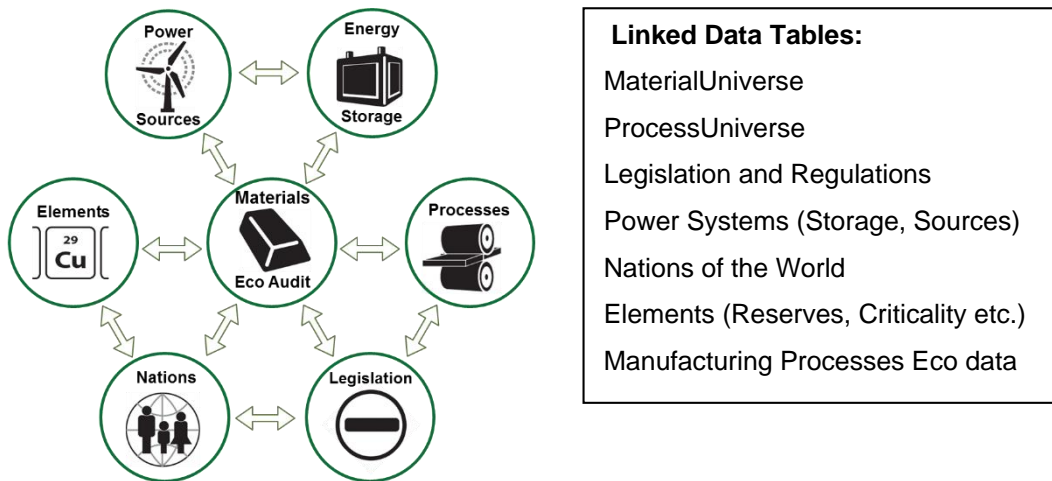 Power
Sources
Energy
Storage
Elements
29
Cu
Materials
Eco Audit
Processes
Nations
Legislation
Linked Data Tables:
MaterialUniverse
ProcessUniverse
Legislation and Regulations
Power Systems (Storage, Sources)
Nations of the World
Elements (Reserves, Criticality etc.)
Manufacturing Processes Eco data